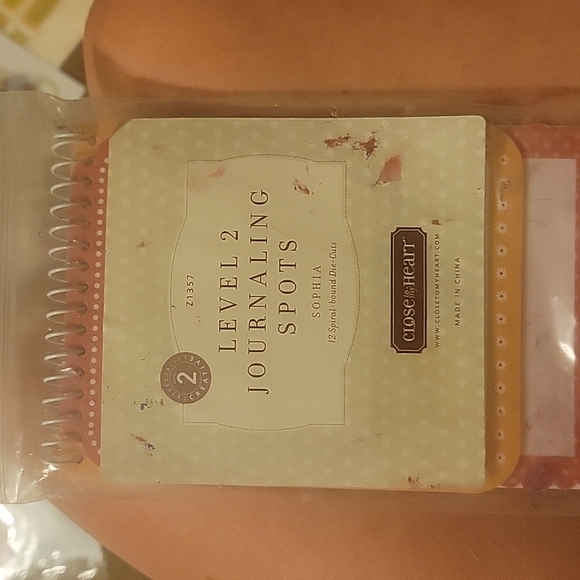 Z1357
LEVEL 2
JOURNALING
SPOTS
SOPHIA
12 Spiral-bound Die-Cuts
2
CREATIVE
CLOSE to my HEART
WWW.CLOSETOMYHEART.COM
MADE IN CHINA